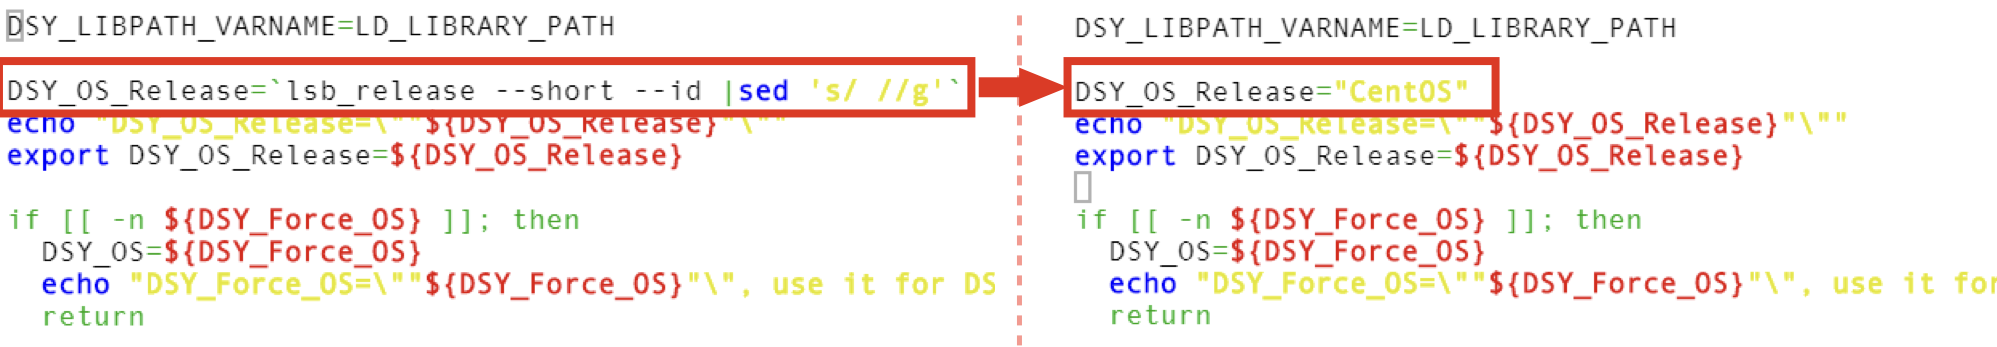 DSY_LIBPATH_VARNAME=LD_LIBRARY_PATH
DSY_OS_Release=`lsb_release --short --id |sed 's/ //g'`
echo "DSY_OS_Release=\""${DSY_OS_Release}"\""
export DSY_OS_Release=${DSY_OS_Release}
if [[ -n ${DSY_Force_OS} ]]; then
DSY_OS=${DSY_Force_OS}
echo "DSY_Force_OS=\""${DSY_Force_OS}"\", use it for DS
return
DSY_LIBPATH_VARNAME=LD_LIBRARY_PATH
DSY_OS_Release="CentOS"
echo "DSY_OS_Release=\""${DSY_OS_Release}"\""
export DSY_OS_Release=${DSY_OS_Release}
if [[ -n ${DSY_Force_OS} ]]; then
DSY_OS=${DSY_Force_OS}
echo "DSY_Force_OS=\""${DSY_Force_OS}"\", use it for
return